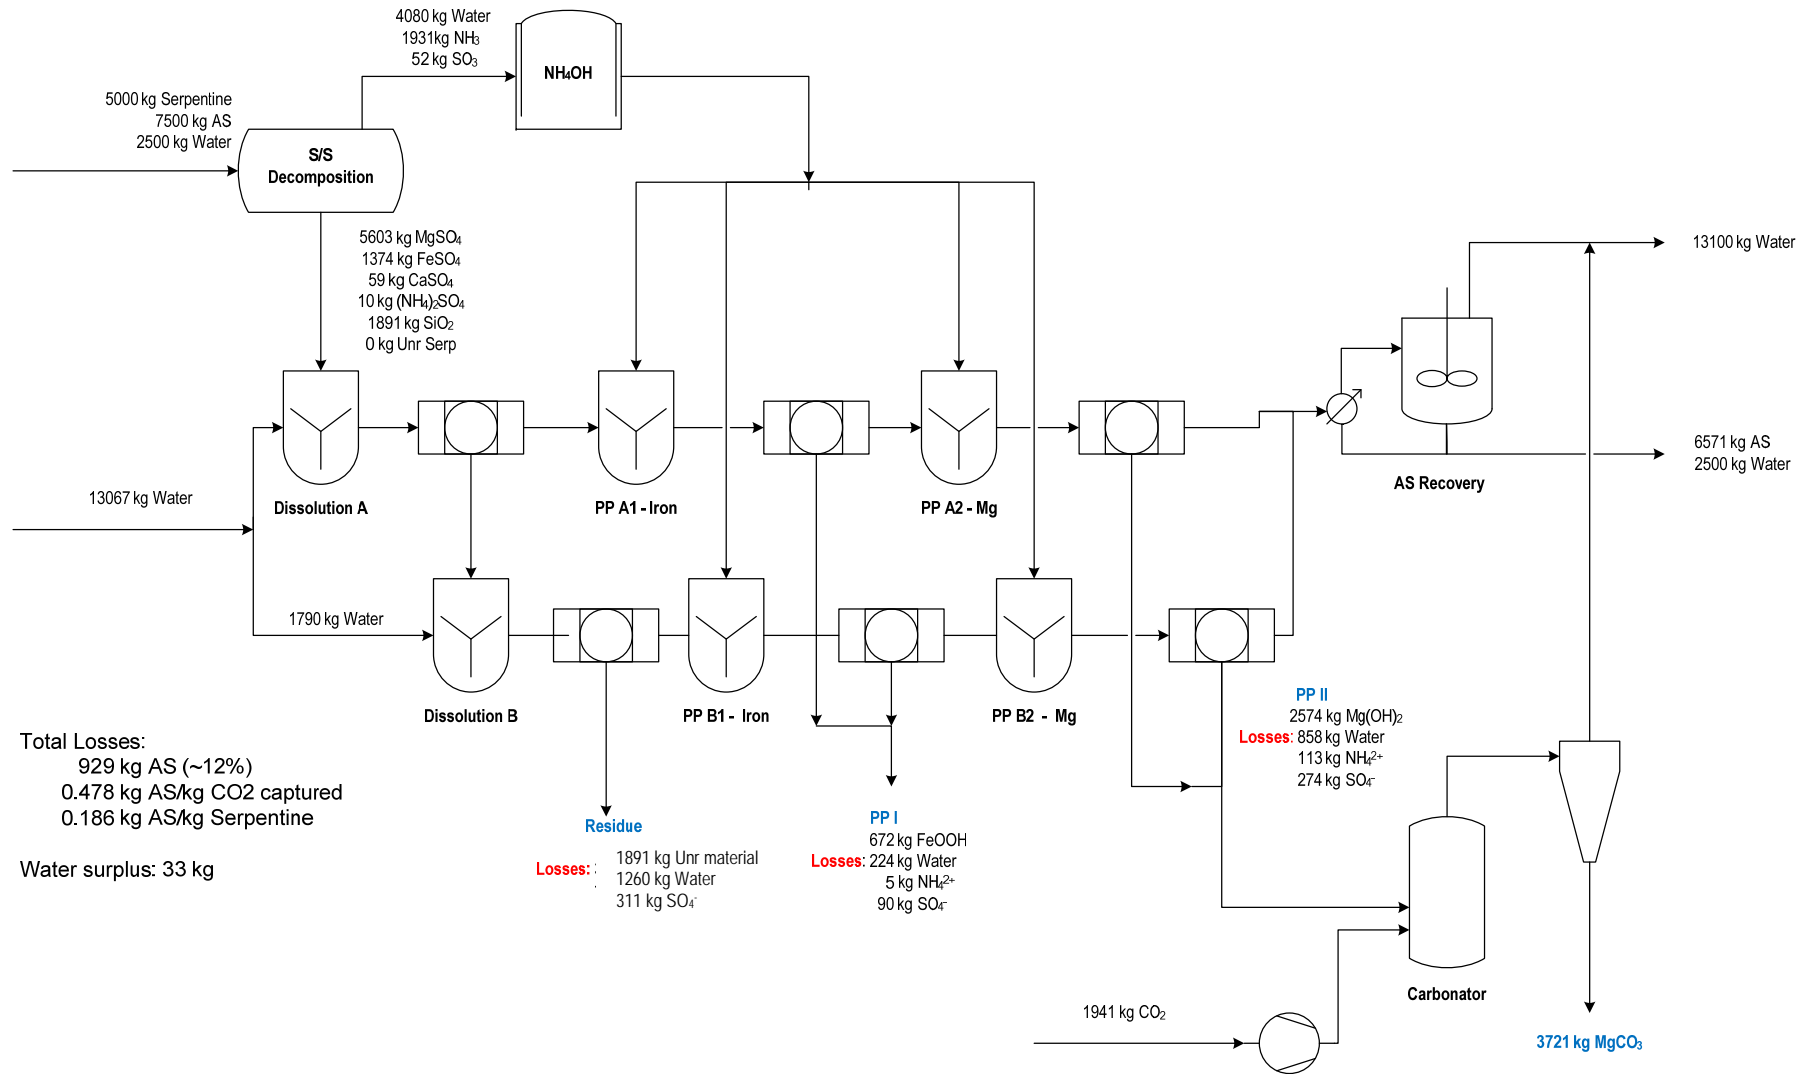 4080 kg Water
1931kg NH₃
52 kg SO₃
NH₄OH
5000 kg Serpentine
7500 kg AS
2500 kg Water
S/S
Decomposition
5603 kg MgSO₄
1374 kg FeSO₄
59 kg CaSO₄
10 kg (NH₄)₂SO₄
1891 kg SiO₂
0 kg Unr Serp
13100 kg Water
6571 kg AS
2500 kg Water
AS Recovery
13067 kg Water
Dissolution A
PP A1 - Iron
PP A2 - Mg
1790 kg Water
Dissolution B
PP B1 - Iron
PP B2 - Mg
PP II
2574 kg Mg(OH)₂
Losses: 858 kg Water
113 kg NH₄²⁺
274 kg SO₄⁻
Total Losses:
929 kg AS (~12%)
0.478 kg AS/kg CO2 captured
0.186 kg AS/kg Serpentine
Water surplus: 33 kg
Residue
Losses:
1891 kg Unr material
1260 kg Water
311 kg SO₄⁻
PP I
672 kg FeOOH
Losses: 224 kg Water
5 kg NH₄²⁺
90 kg SO₄⁻
Carbonator
1941 kg CO₂
3721 kg MgCO₃